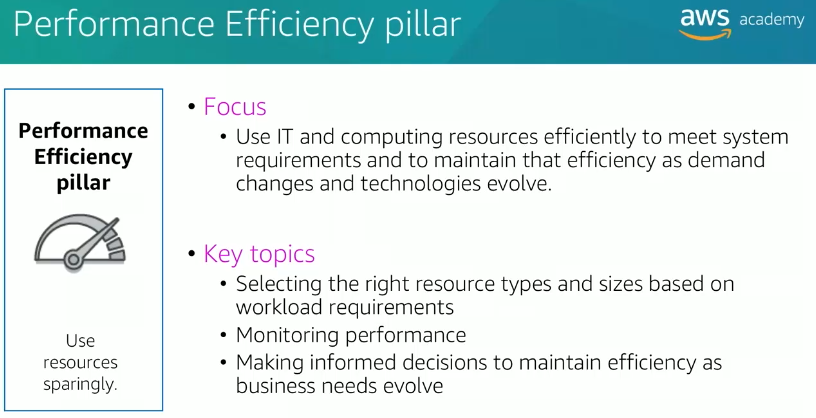 Performance Efficiency pillar
aws academy
Performance
Efficiency
pillar
Use
resources
sparingly.
• Focus
• Use IT and computing resources efficiently to meet system
requirements and to maintain that efficiency as demand
changes and technologies evolve.
• Key topics
• Selecting the right resource types and sizes based on
workload requirements
• Monitoring performance
• Making informed decisions to maintain efficiency as
business needs evolve